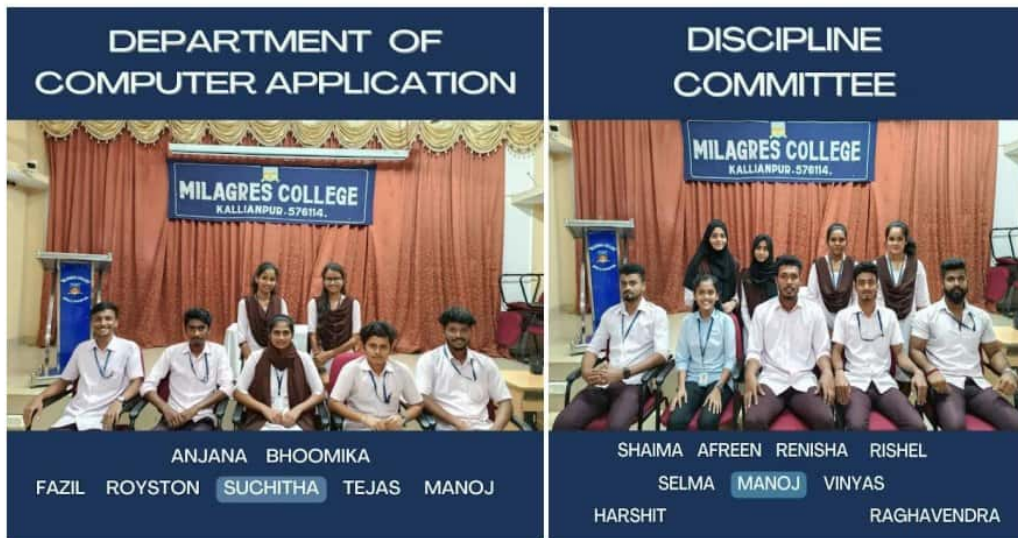 DEPARTMENT OF
COMPUTER APPLICATION
MILAGRES COLLEGE
KALLIANPUR-576114.
ANJANA BHOOMIKA
FAZIL ROYSTON SUCHITHA TEJAS MANOJ
DISCIPLINE
COMMITTEE
MILAGRES COLLEGE
KALLIANPUR-576114.
SHAIMA AFREEN RENISHA RISHEL
SELMA MANOJ VINYAS
HARSHIT RAGHAVENDRA